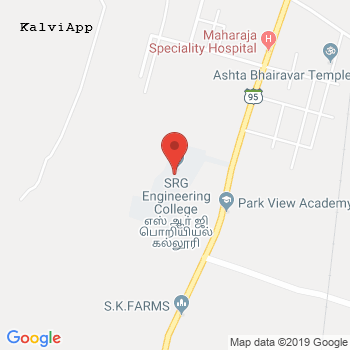 KalviApp
Maharaja
Speciality Hospital
Ashta Bhairavar Temple
95
SRG
Engineering
College
எஸ் ஆர் ஜி
பொறியியல்
கல்லூரி
Park View Academy
S.K.FARMS
Google
Map data ©2019 Google